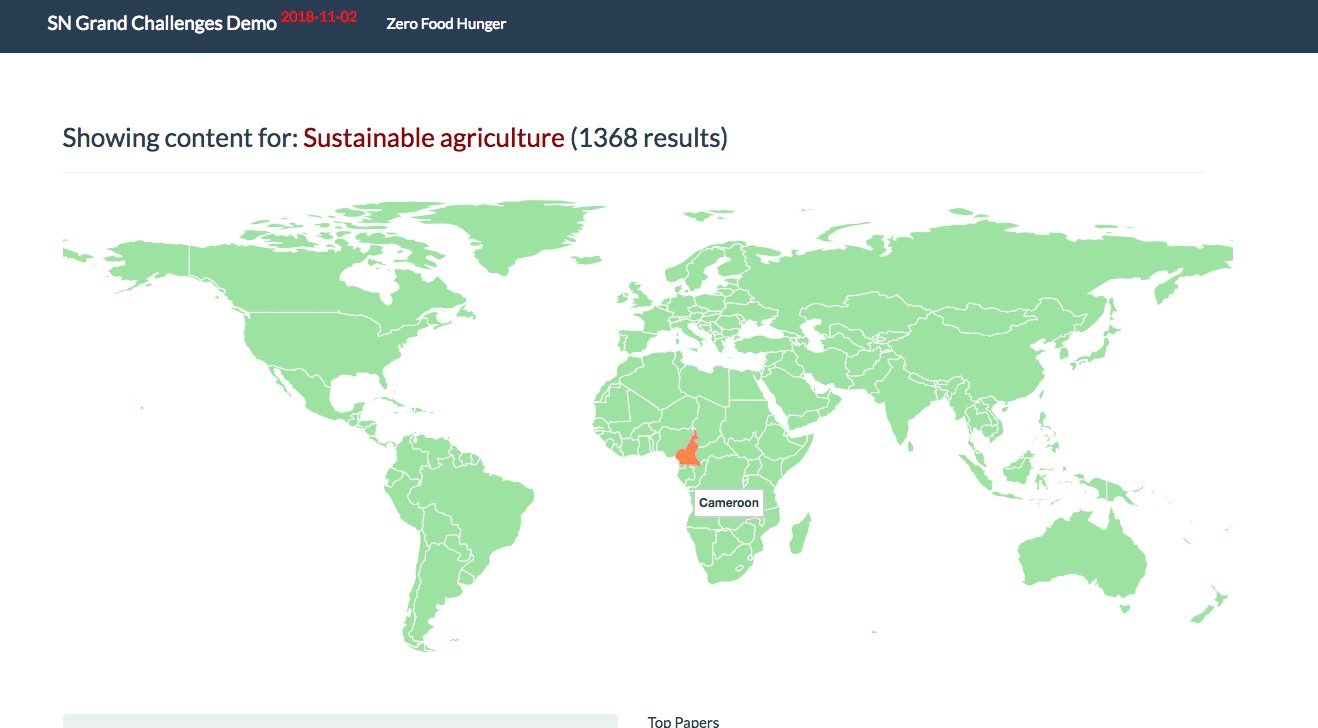 SN Grand Challenges Demo 2018-11-02 Zero Food Hunger
Showing content for: Sustainable agriculture (1368 results)
Cameroon
Top Papers